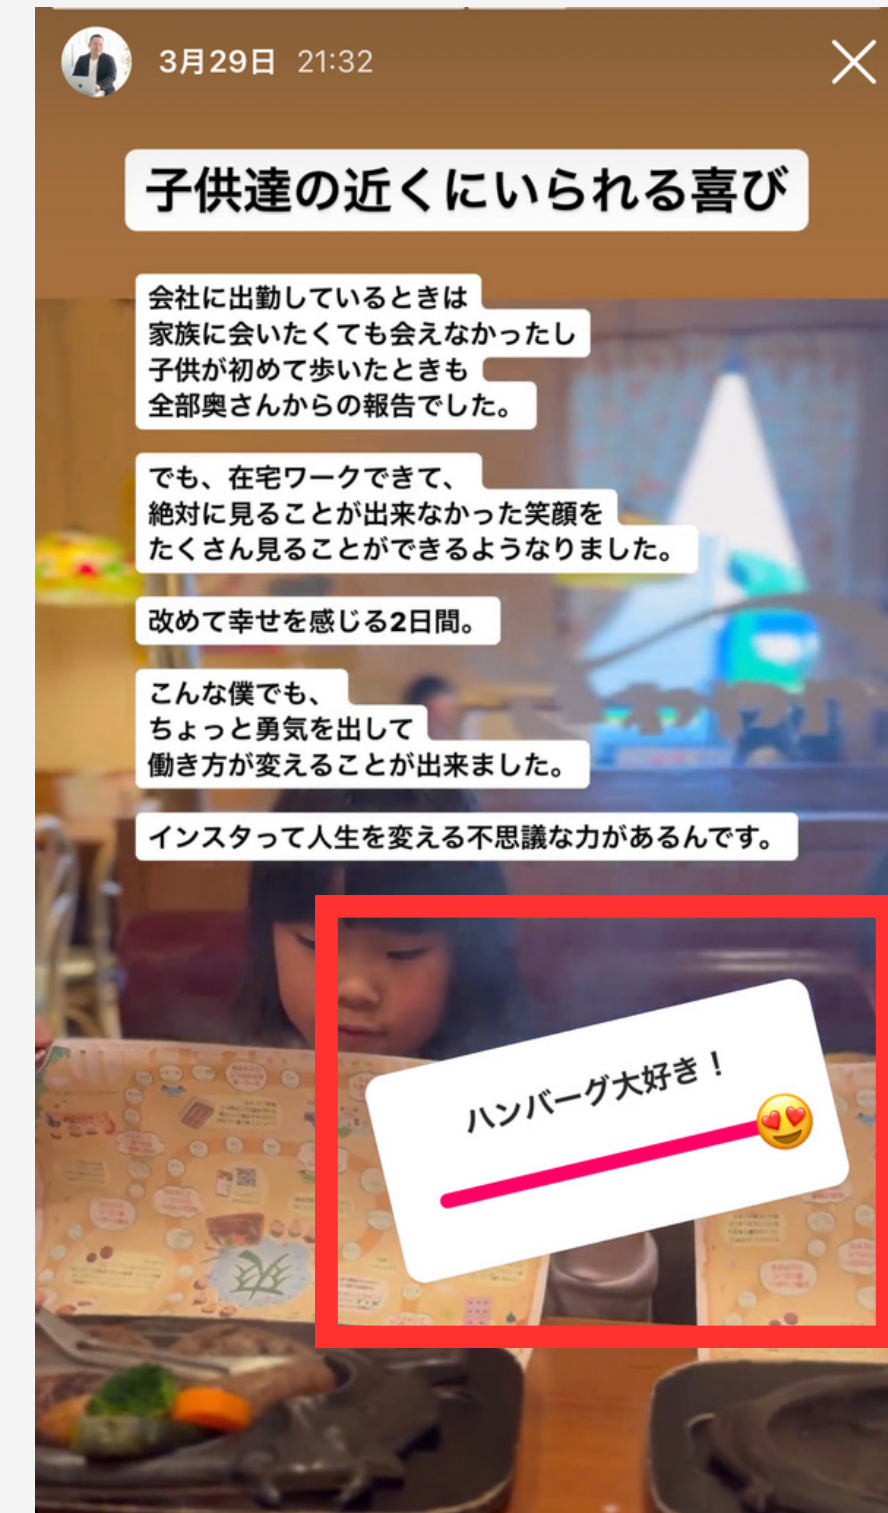 3月29日 21:32
子供達の近くにいられる喜び
会社に出勤しているときは
家族に会いたくても会えなかったし
子供が初めて歩いたときも
全部奥さんからの報告でした。
でも、在宅ワークできて、
絶対に見ることが出来なかった笑顔を
たくさん見ることができるようなりました。
改めて幸せを感じる2日間。
こんな僕でも、
ちょっと勇気を出して
働き方が変えることが出来ました。
インスタって人生を変える不思議な力があるんです。
ハンバーグ大好き！